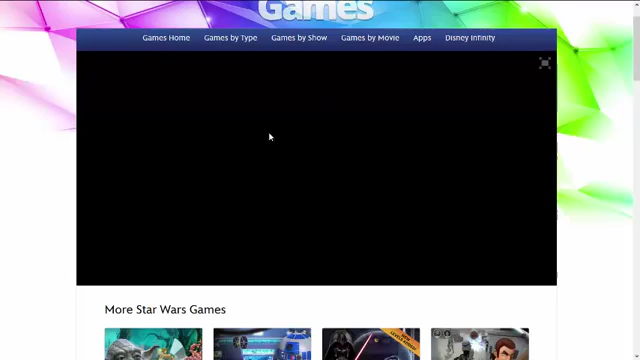 Games
Games Home Games by Type Games by Show Games by Movie Apps Disney Infinity
More Star Wars Games